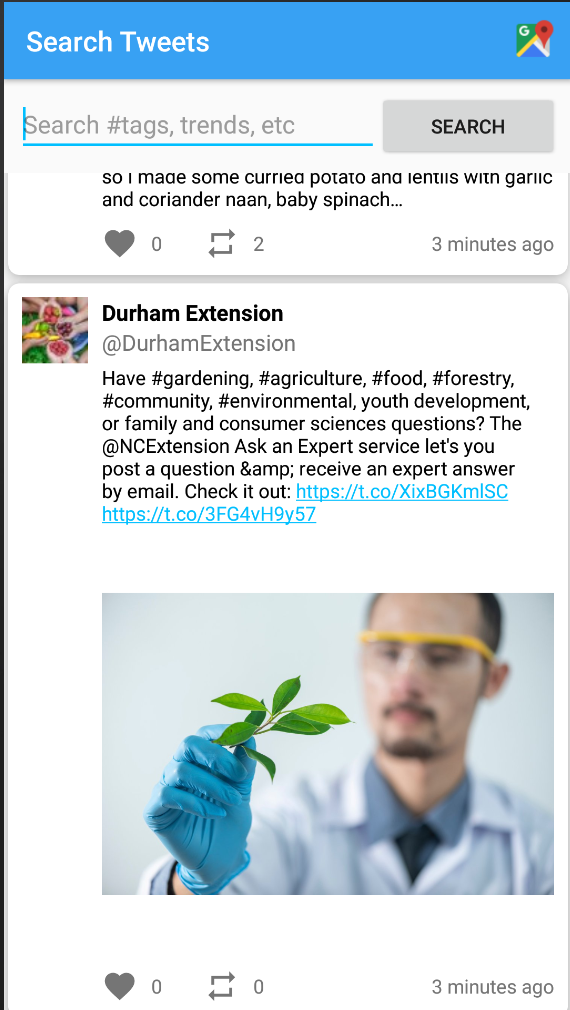 Search Tweets
G
Search #tags, trends, etc
SEARCH
so I made some curried potato and lentils with garlic
and coriander naan, baby spinach…
0
2
3 minutes ago
Durham Extension
@DurhamExtension
Have #gardening, #agriculture, #food, #forestry,
#community, #environmental, youth development,
or family and consumer sciences questions? The
@NCExtension Ask an Expert service let's you
post a question &amp; receive an expert answer
by email. Check it out: https://t.co/XixBGKmlSC
https://t.co/3FG4vH9y57
0
0
3 minutes ago